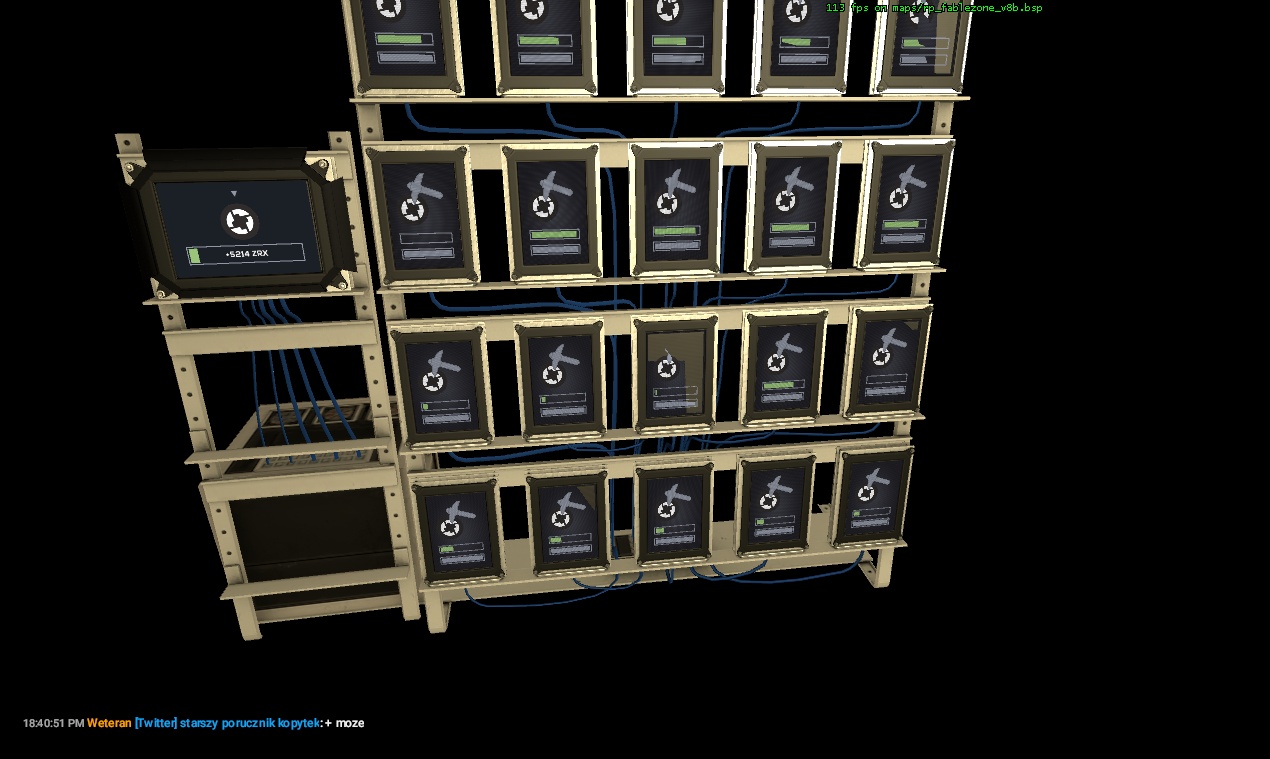 113 fps on maps/rp_fablezone_v8b.bsp
+5214 ZRX
18:40:51 PM Weteran [Twitter] starszy porucznik kopytek: + moze